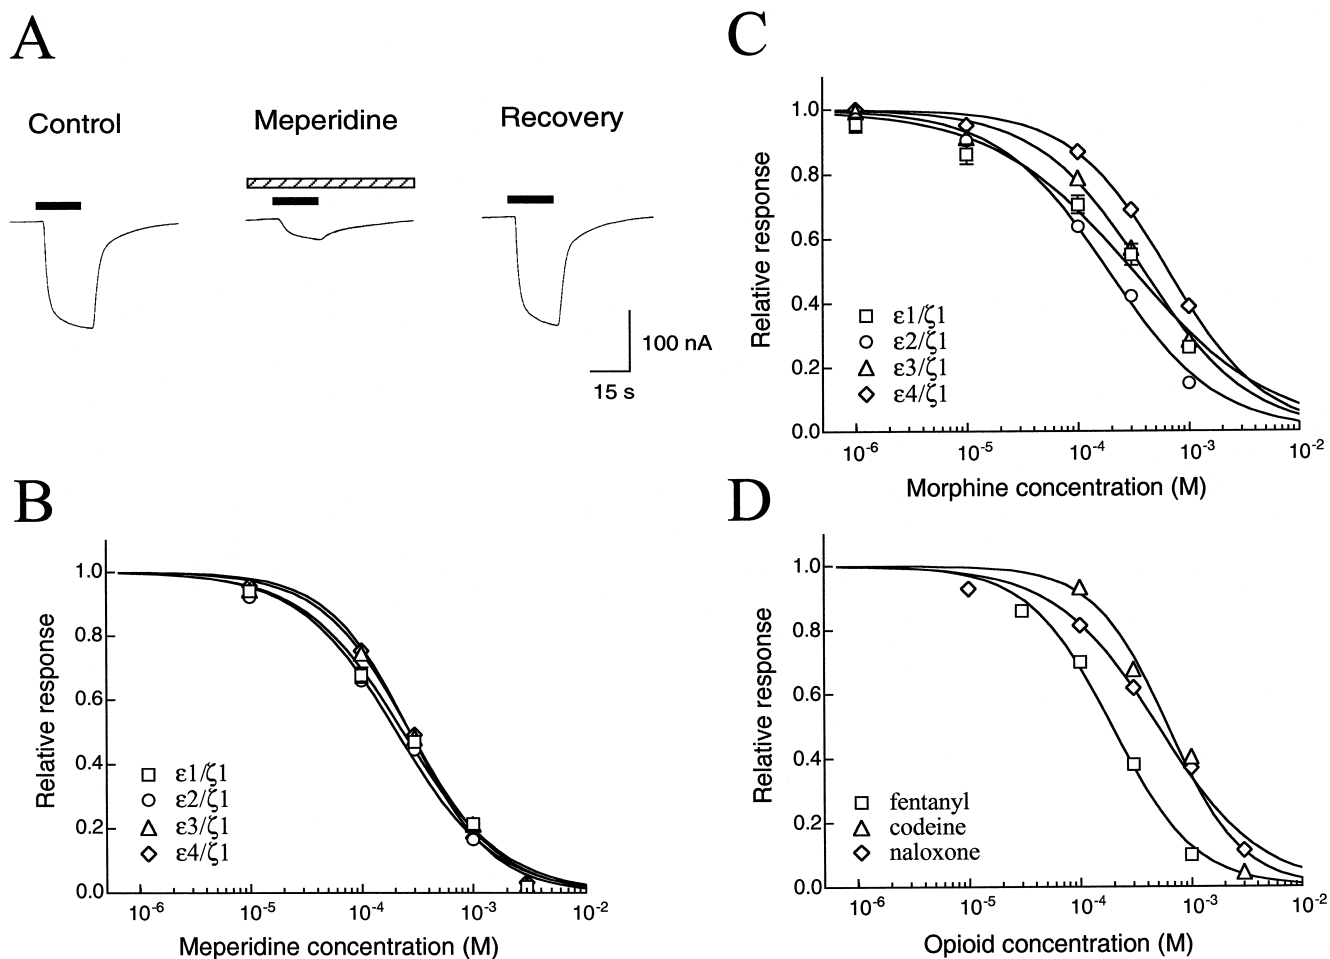 A
Control
Meperidine
Recovery
100 nA
15 s
B
Relative response
1.0
0.8
0.6
0.4
0.2
0.0
ε1/ζ1
ε2/ζ1
ε3/ζ1
ε4/ζ1
10-6
10-5
10-4
10-3
10-2
Meperidine concentration (M)
C
Relative response
1.0
0.8
0.6
0.4
0.2
0.0
ε1/ζ1
ε2/ζ1
ε3/ζ1
ε4/ζ1
10-6
10-5
10-4
10-3
10-2
Morphine concentration (M)
D
Relative response
1.0
0.8
0.6
0.4
0.2
0.0
fentanyl
codeine
naloxone
10-6
10-5
10-4
10-3
10-2
Opioid concentration (M)